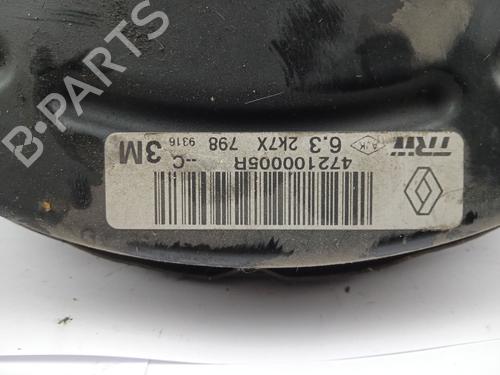 TRW A,K 6.3 2K7X 798 9316
472100005R --C 3M
B-PARTS